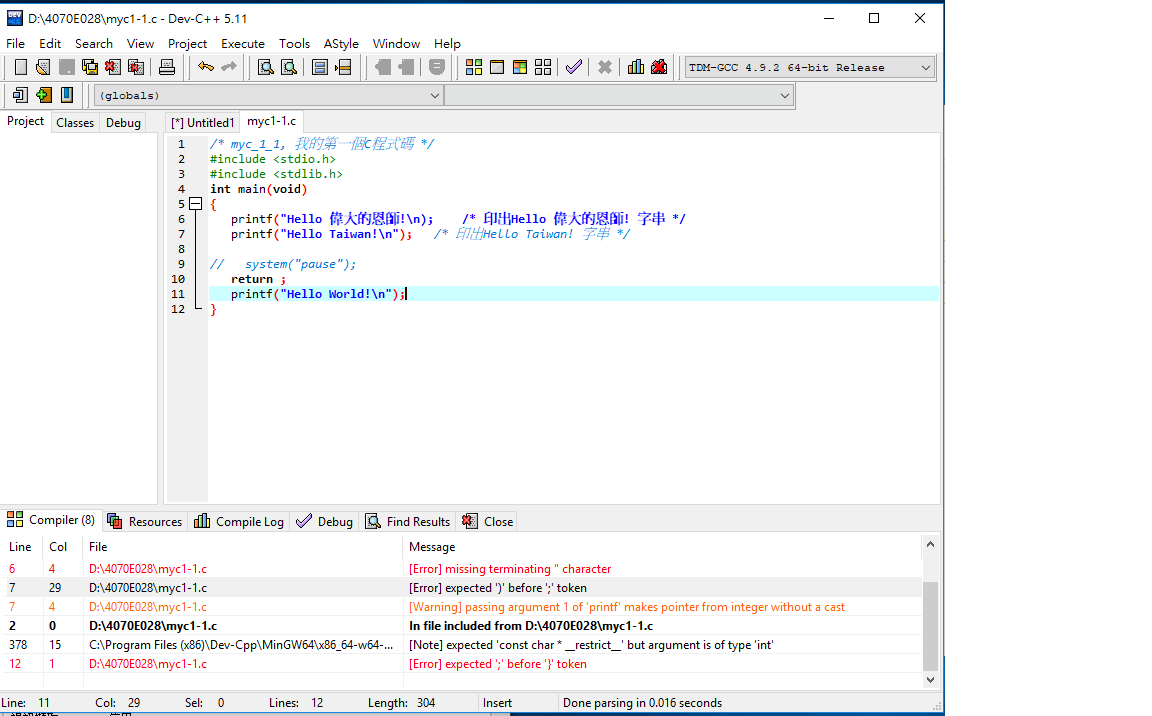 D:\4070E028\myc1-1.c - Dev-C++ 5.11
File Edit Search View Project Execute Tools AStyle Window Help
TDM-GCC 4.9.2 64-bit Release
(globals)
Project Classes Debug
[*] Untitled1 myc1-1.c
1 /* myc_1_1, 我的第一個C程式碼 */
2 #include <stdio.h>
3 #include <stdlib.h>
4 int main(void)
5 {
6 printf("Hello 偉大的恩師!\n); /* 印出Hello 偉大的恩師! 字串 */
7 printf("Hello Taiwan!\n"); /* 印出Hello Taiwan! 字串 */
8
9 // system("pause");
10 return ;
11 printf("Hello World!\n");
12 }
Compiler (8) Resources Compile Log Debug Find Results Close
Line Col File Message
6 4 D:\4070E028\myc1-1.c [Error] missing terminating " character
7 29 D:\4070E028\myc1-1.c [Error] expected ')' before ';' token
7 4 D:\4070E028\myc1-1.c [Warning] passing argument 1 of 'printf' makes pointer from integer without a cast
2 0 D:\4070E028\myc1-1.c In file included from D:\4070E028\myc1-1.c
378 15 C:\Program Files (x86)\Dev-Cpp\MinGW64\x86_64-w64-... [Note] expected 'const char * __restrict__' but argument is of type 'int'
12 1 D:\4070E028\myc1-1.c [Error] expected ';' before '}' token
Line: 11 Col: 29 Sel: 0 Lines: 12 Length: 304 Insert Done parsing in 0.016 seconds